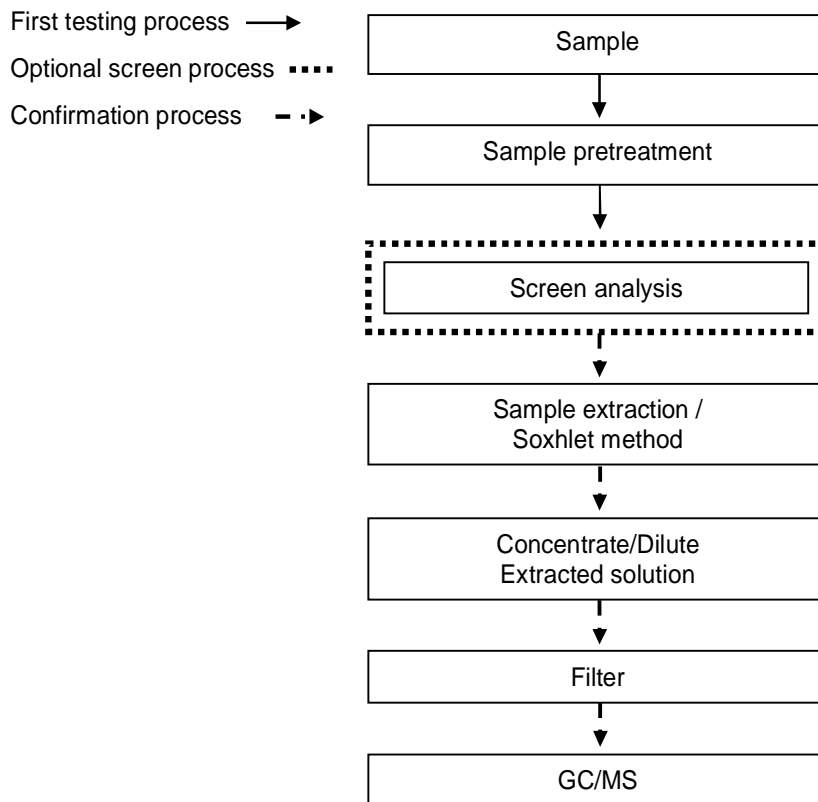 First testing process
Optional screen process
Confirmation process
Sample
Sample pretreatment
Screen analysis
Sample extraction /
Soxhlet method
Concentrate/Dilute
Extracted solution
Filter
GC/MS